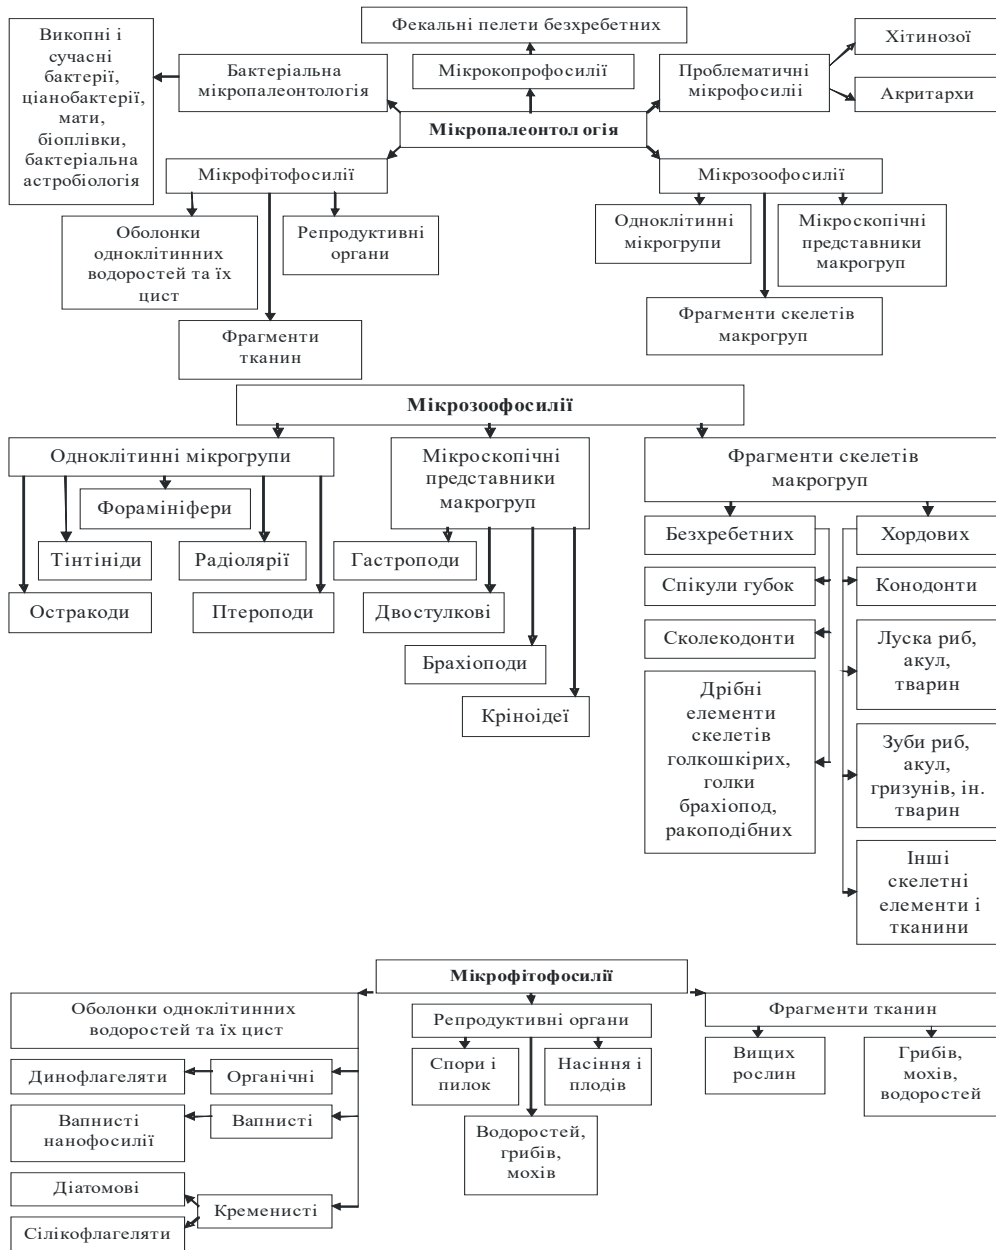 Фекальні пелети безхребетних
Викопні і
сучасні
бактерії,
ціанобактерії,
мати,
біоплівки,
бактеріальна
астробіологія
Бактеріальна
мікропалеонтологія
Мікрокопрофосилії
Проблематичні
мікрофосилії
Хітинозої
Акритархи
Мікропалеонтол огія
Мікрофітофосилії
Мікрозоофосилії
Оболонки
одноклітинних
водоростей та їх
цист
Репродуктивні
органи
Одноклітинні
мікрогрупи
Мікроскопічні
представники
макрогруп
Фрагменти
тканин
Фрагменти скелетів
макрогруп
Мікрозоофосилії
Одноклітинні мікрогрупи
Мікроскопічні
представники
макрогруп
Фрагменти скелетів
макрогруп
Форамініфери
Тінтініди
Радіолярії
Остракоди
Птероподи
Гастроподи
Двостулкові
Брахіоподи
Кріноідеї
Безхребетних
Хордових
Спікули губок
Конодонти
Сколекодонти
Луска риб,
акул,
тварин
Дрібні
елементи
скелетів
голкошкірих,
голки
брахіопод,
ракоподібних
Зуби риб,
акул,
гризунів, ін.
тварин
Інші
скелетні
елементи і
тканини
Мікрофітофосилії
Оболонки одноклітинних
водоростей та їх цист
Репродуктивні органи
Фрагменти тканин
Динофлагеляти
Органічні
Вапнисті
нанофосилії
Вапнисті
Діатомові
Кременисті
Сілікофлагеляти
Спори і
пилок
Насіння і
плодів
Водоростей,
грибів,
мохів
Вищих
рослин
Грибів,
мохів,
водоростей